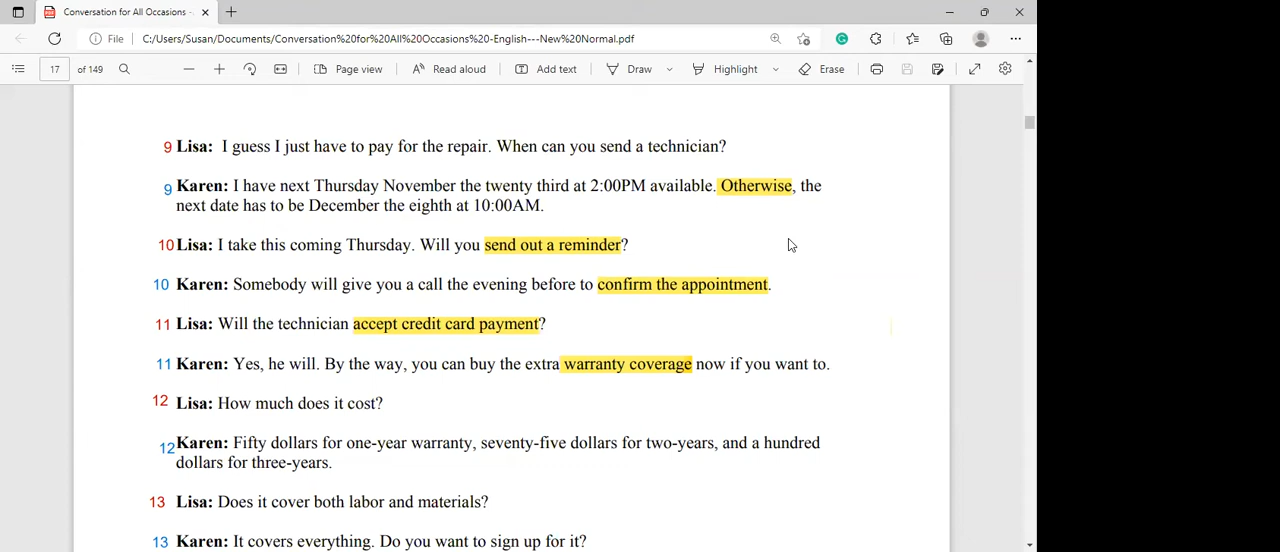 Conversation for All Occasions -
File C:/Users/Susan/Documents/Conversation%20for%20All%20Occasions%20-English---New%20Normal.pdf
17 of 149 Page view Read aloud Add text Draw Highlight Erase
9 Lisa: I guess I just have to pay for the repair. When can you send a technician?
9 Karen: I have next Thursday November the twenty third at 2:00PM available. Otherwise, the
next date has to be December the eighth at 10:00AM.
10 Lisa: I take this coming Thursday. Will you send out a reminder?
10 Karen: Somebody will give you a call the evening before to confirm the appointment.
11 Lisa: Will the technician accept credit card payment?
11 Karen: Yes, he will. By the way, you can buy the extra warranty coverage now if you want to.
12 Lisa: How much does it cost?
12 Karen: Fifty dollars for one-year warranty, seventy-five dollars for two-years, and a hundred
dollars for three-years.
13 Lisa: Does it cover both labor and materials?
13 Karen: It covers everything. Do you want to sign up for it?